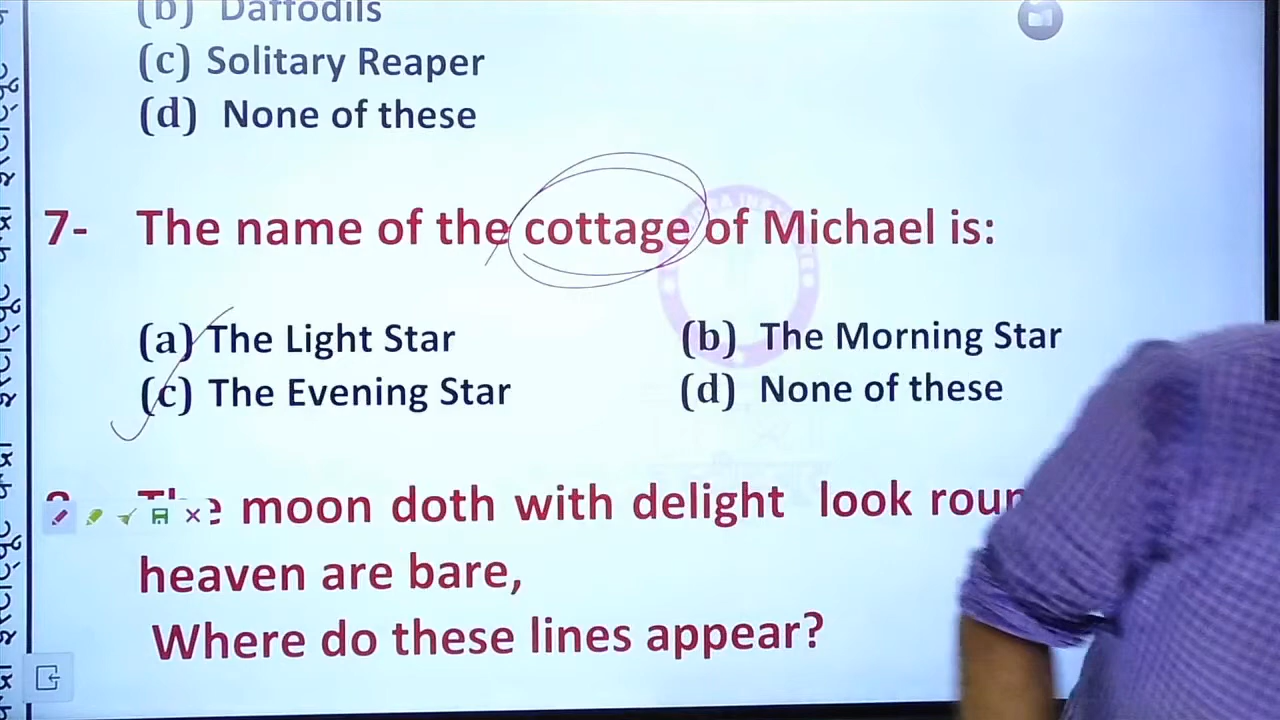 (b) Daffodils
(c) Solitary Reaper
(d) None of these
7- The name of the cottage of Michael is:
(a) The Light Star (b) The Morning Star
(c) The Evening Star (d) None of these
The moon doth with delight look
heaven are bare,
Where do these lines appear?